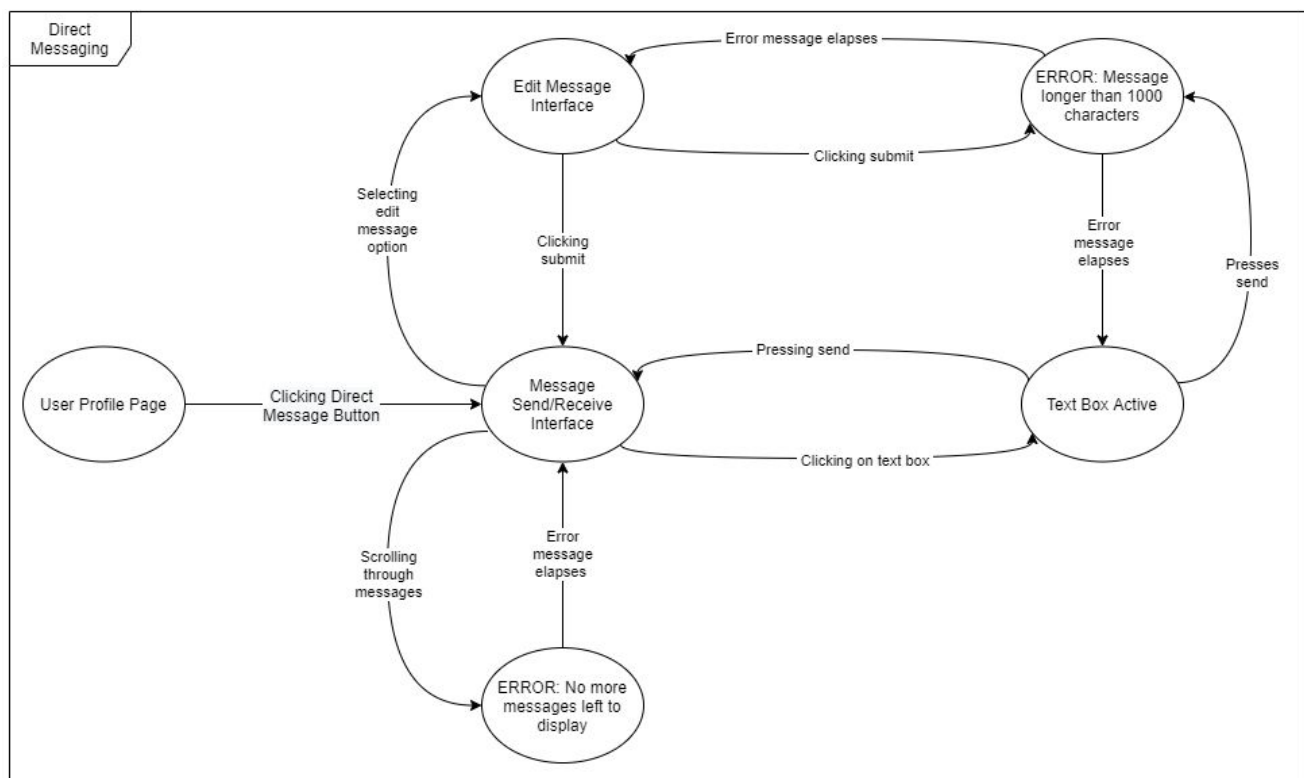 Direct
Messaging
Error message elapses
Edit Message
Interface
ERROR: Message
longer than 1000
characters
Clicking submit
Selecting
edit
message
option
Clicking
submit
Error
message
elapses
Presses
send
Pressing send
User Profile Page
Clicking Direct
Message Button
Message
Send/Receive
Interface
Text Box Active
Clicking on text box
Scrolling
through
messages
Error
message
elapses
ERROR: No more
messages left to
display